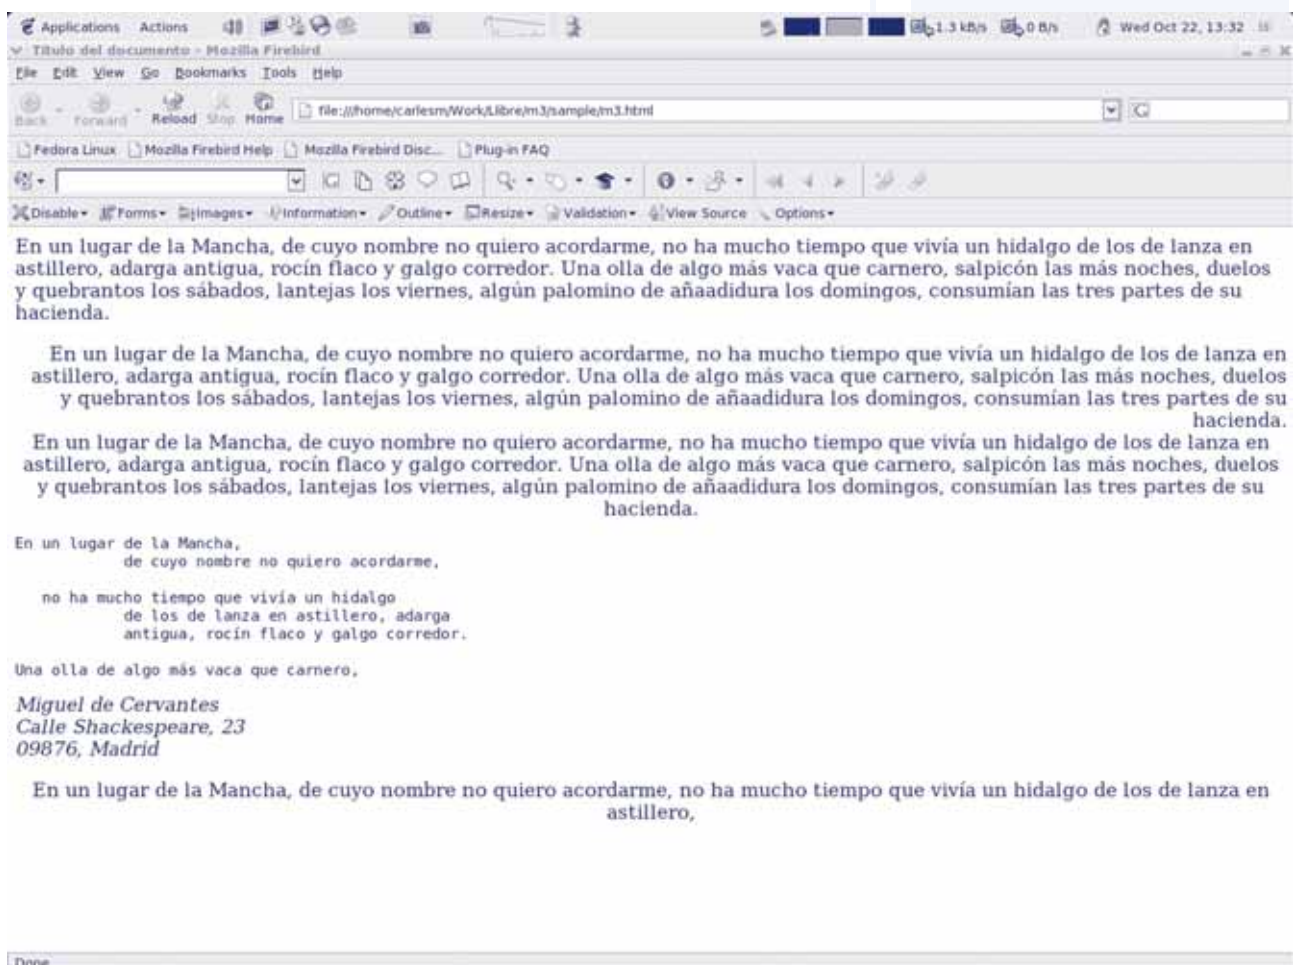 Applications Actions 1.3 kB/s 0 B/s Wed Oct 22, 13:32
Título del documento - Mozilla Firebird
File Edit View Go Bookmarks Tools Help
Back Forward Reload Stop Home file:///home/carlesm/Work/Llibre/m3/sample/m3.html
Fedora Linux Mozilla Firebird Help Mozilla Firebird Disc... Plug-in FAQ
Disable Forms Images Information Outline Resize Validation View Source Options
En un lugar de la Mancha, de cuyo nombre no quiero acordarme, no ha mucho tiempo que vivía un hidalgo de los de lanza en
astillero, adarga antigua, rocín flaco y galgo corredor. Una olla de algo más vaca que carnero, salpicón las más noches, duelos
y quebrantos los sábados, lantejas los viernes, algún palomino de añaadidura los domingos, consumían las tres partes de su
hacienda.
En un lugar de la Mancha, de cuyo nombre no quiero acordarme, no ha mucho tiempo que vivía un hidalgo de los de lanza en
astillero, adarga antigua, rocín flaco y galgo corredor. Una olla de algo más vaca que carnero, salpicón las más noches, duelos
y quebrantos los sábados, lantejas los viernes, algún palomino de añaadidura los domingos, consumían las tres partes de su
hacienda.
En un lugar de la Mancha, de cuyo nombre no quiero acordarme, no ha mucho tiempo que vivía un hidalgo de los de lanza en
astillero, adarga antigua, rocín flaco y galgo corredor. Una olla de algo más vaca que carnero, salpicón las más noches, duelos
y quebrantos los sábados, lantejas los viernes, algún palomino de añaadidura los domingos, consumían las tres partes de su
hacienda.
En un lugar de la Mancha,
de cuyo nombre no quiero acordarme,
no ha mucho tiempo que vivía un hidalgo
de los de lanza en astillero, adarga
antigua, rocín flaco y galgo corredor.
Una olla de algo más vaca que carnero,
Miguel de Cervantes
Calle Shackespeare, 23
09876, Madrid
En un lugar de la Mancha, de cuyo nombre no quiero acordarme, no ha mucho tiempo que vivía un hidalgo de los de lanza en
astillero,
Done